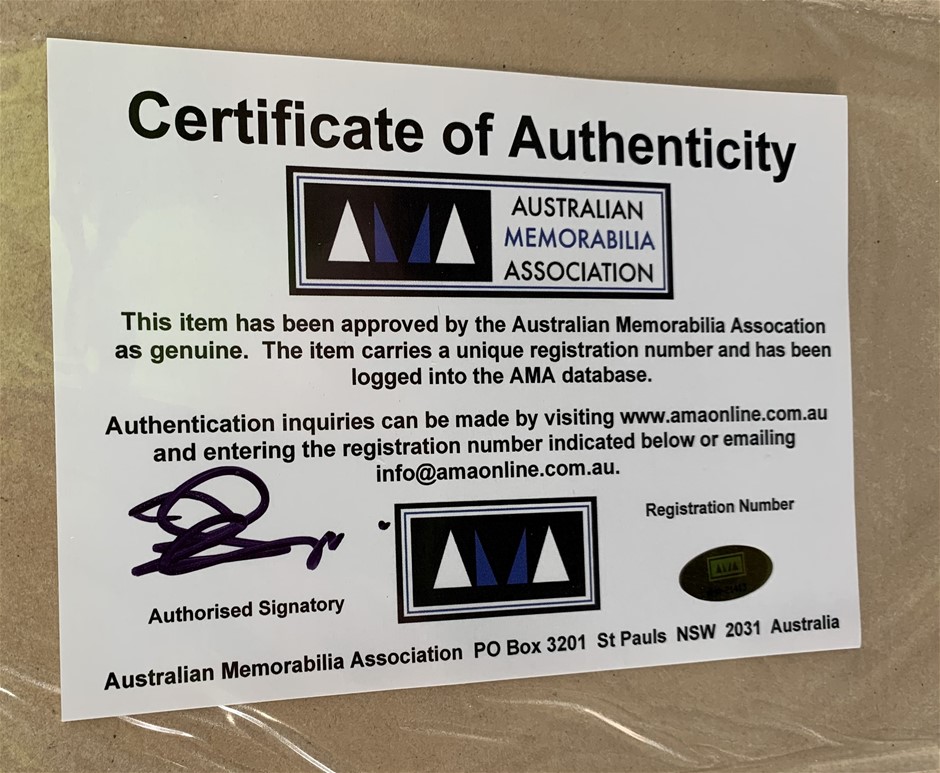 Certificate of Authenticity
AMA
AUSTRALIAN
MEMORABILIA
ASSOCIATION
This item has been approved by the Australian Memorabilia Assocation
as genuine. The item carries a unique registration number and has been
logged into the AMA database.
Authentication inquiries can be made by visiting www.amaonline.com.au
and entering the registration number indicated below or emailing
info@amaonline.com.au.
Registration Number
AMA
AMA
Authorised Signatory
Australian Memorabilia Association PO Box 3201 St Pauls NSW 2031 Australia